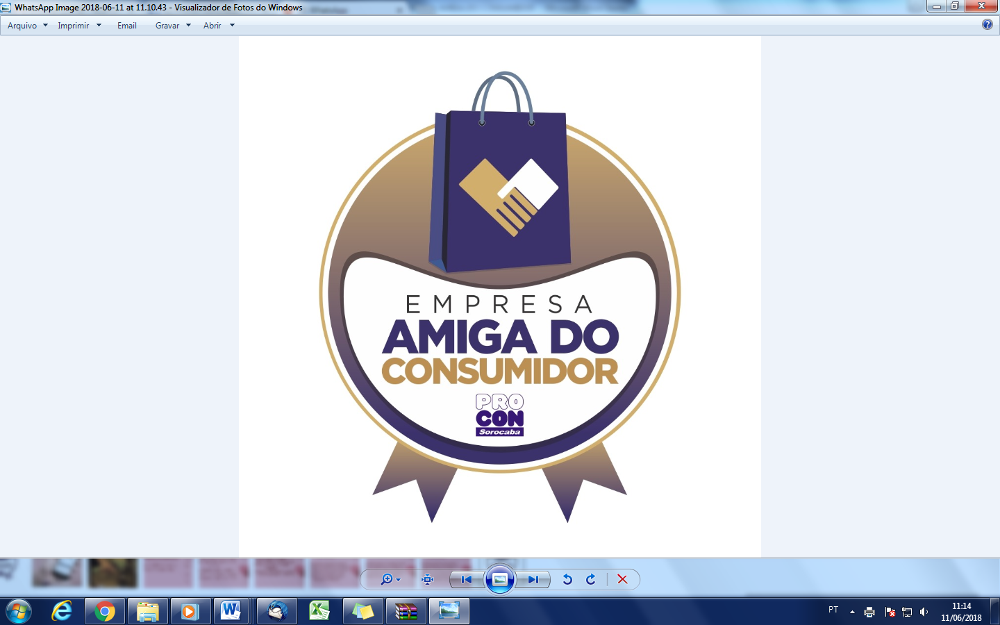 WhatsApp Image 2018-06-11 at 11.10.43 - Visualizador de Fotos do Windows
Arquivo Imprimir Email Gravar Abrir
EMPRESA
AMIGA DO
CONSUMIDOR
PRO
CON
Sorocaba
PT
11:14
11/06/2018